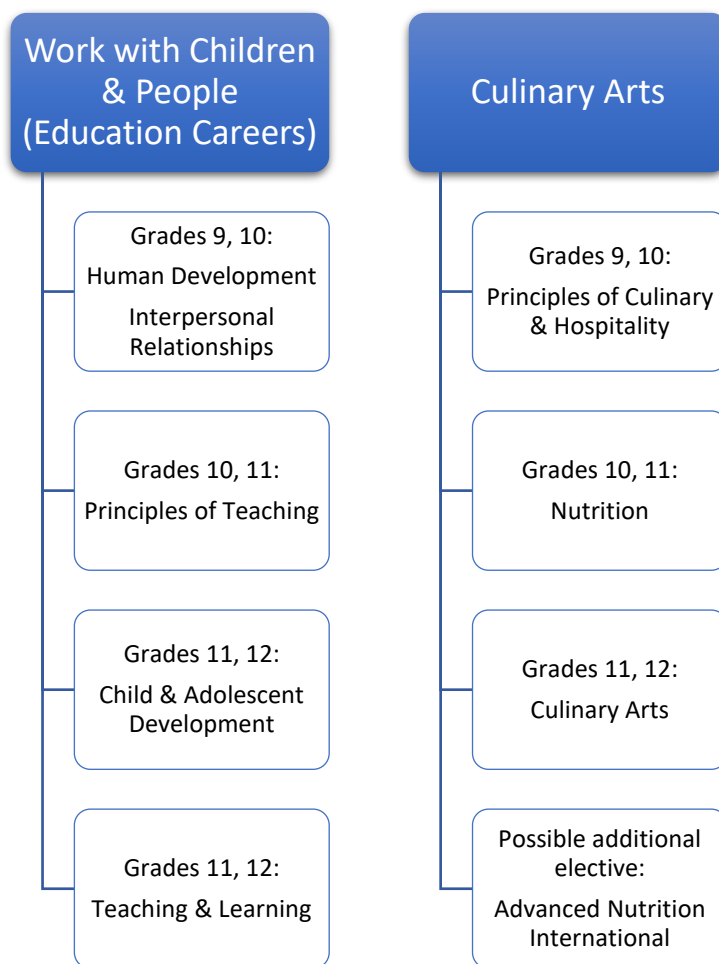 Work with Children
& People
(Education Careers)
Grades 9, 10:
Human Development
Interpersonal
Relationships
Grades 10, 11:
Principles of Teaching
Grades 11, 12:
Child & Adolescent
Development
Grades 11, 12:
Teaching & Learning
Culinary Arts
Grades 9, 10:
Principles of Culinary
& Hospitality
Grades 10, 11:
Nutrition
Grades 11, 12:
Culinary Arts
Possible additional
elective:
Advanced Nutrition
International